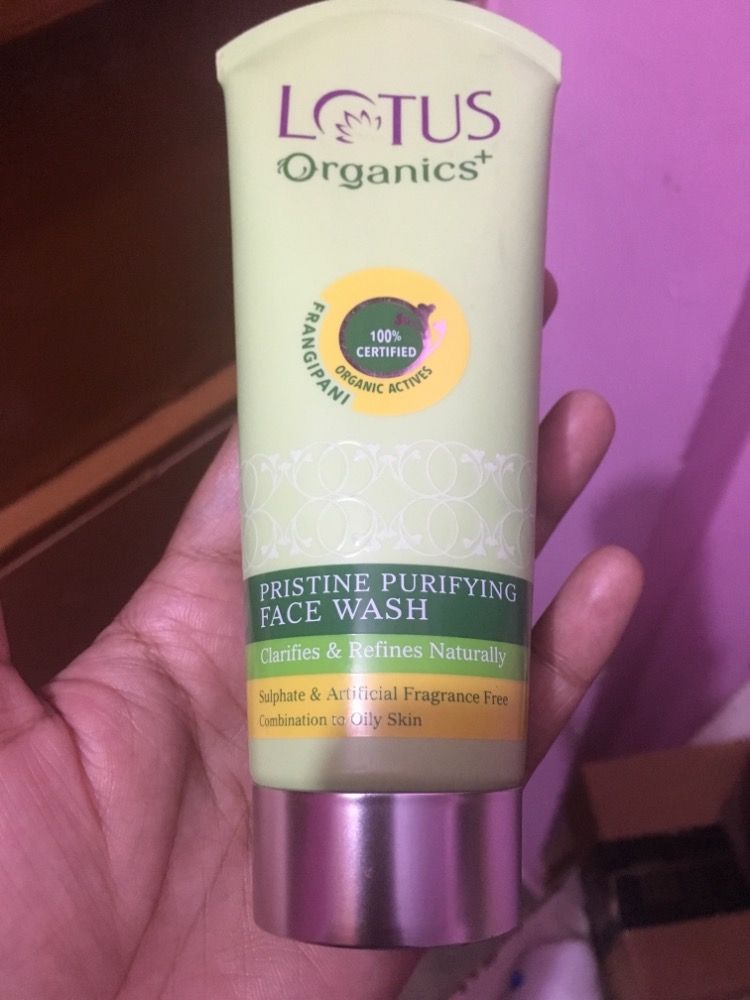 LOTUS
Organics+
FRANGIPANI
100%
CERTIFIED
ORGANIC ACTIVES
PRISTINE PURIFYING
FACE WASH
Clarifies & Refines Naturally
Sulphate & Artificial Fragrance Free
Combination to Oily Skin